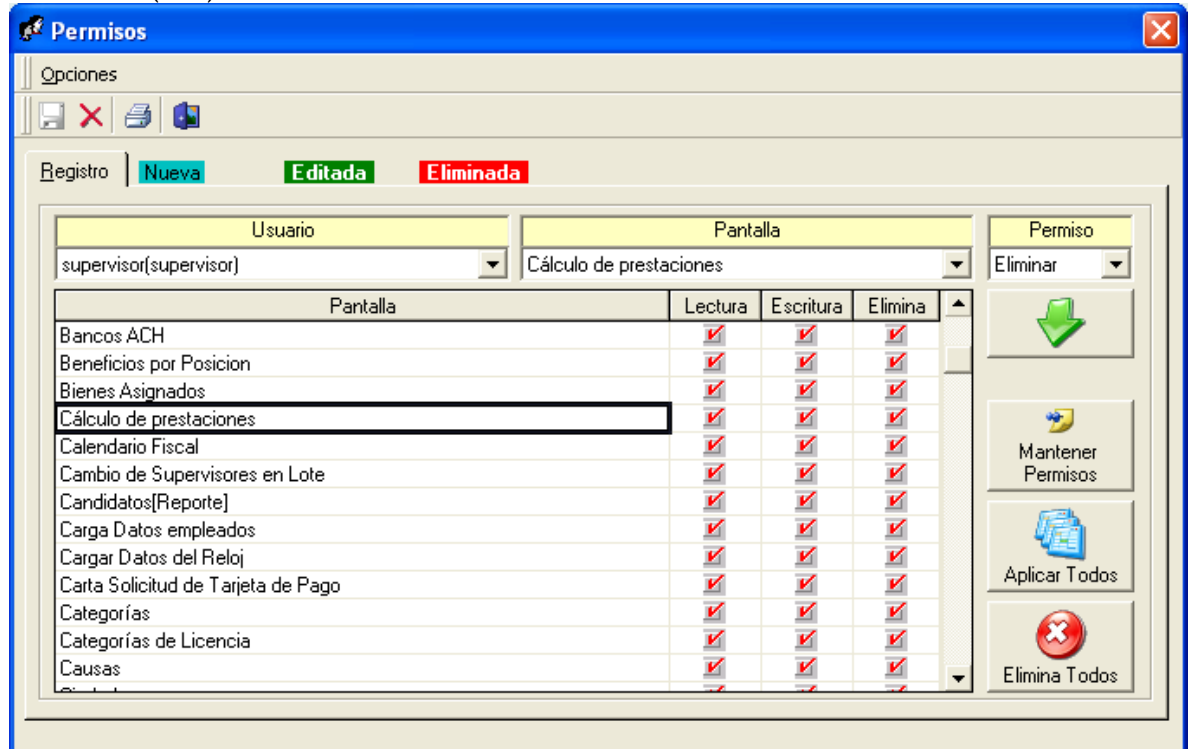 Permisos
Opciones
Registro Nueva Editada Eliminada
Usuario Pantalla Permiso
supervisor(supervisor) Cálculo de prestaciones Eliminar
Pantalla Lectura Escritura Elimina
Bancos ACH
Beneficios por Posicion
Bienes Asignados
Cálculo de prestaciones
Calendario Fiscal
Cambio de Supervisores en Lote
Candidatos[Reporte]
Carga Datos empleados
Cargar Datos del Reloj
Carta Solicitud de Tarjeta de Pago
Categorías
Categorías de Licencia
Causas
Mantener
Permisos
Aplicar Todos
Elimina Todos